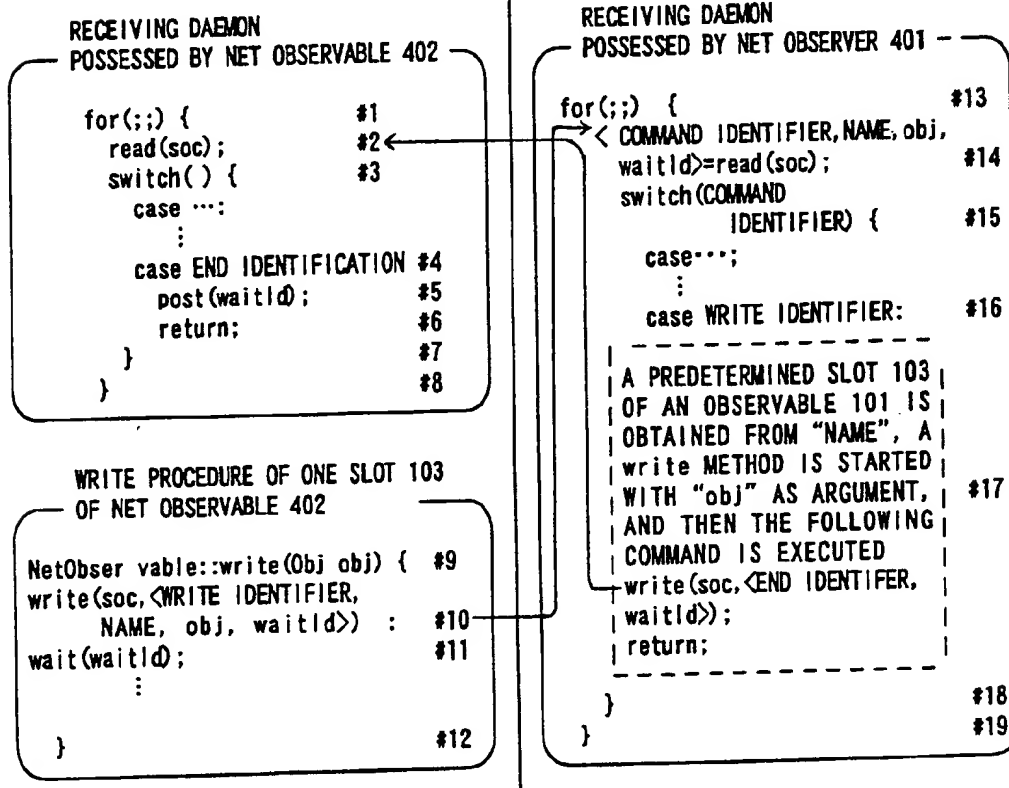 RECEIVING DAEMON
POSSESSED BY NET OBSERVABLE 402
for(;;) { #1
read(soc); #2
switch() { #3
case ···:
⋮
case END IDENTIFICATION #4
post(waitId); #5
return; #6
} #7
} #8
WRITE PROCEDURE OF ONE SLOT 103
OF NET OBSERVABLE 402
NetObser vable::write(Obj obj) { #9
write(soc,<WRITE IDENTIFIER,
NAME, obj, waitId>) : #10
wait(waitId); #11
⋮
} #12
RECEIVING DAEMON
POSSESSED BY NET OBSERVER 401
for(;;) { #13
< COMMAND IDENTIFIER, NAME, obj,
waitId>=read(soc); #14
switch(COMMAND
IDENTIFIER) { #15
case···;
⋮
case WRITE IDENTIFIER: #16
A PREDETERMINED SLOT 103
OF AN OBSERVABLE 101 IS
OBTAINED FROM “NAME”, A
write METHOD IS STARTED
WITH “obj” AS ARGUMENT, #17
AND THEN THE FOLLOWING
COMMAND IS EXECUTED
write(soc,<END IDENTIFER,
waitId>);
return;
} #18
} #19